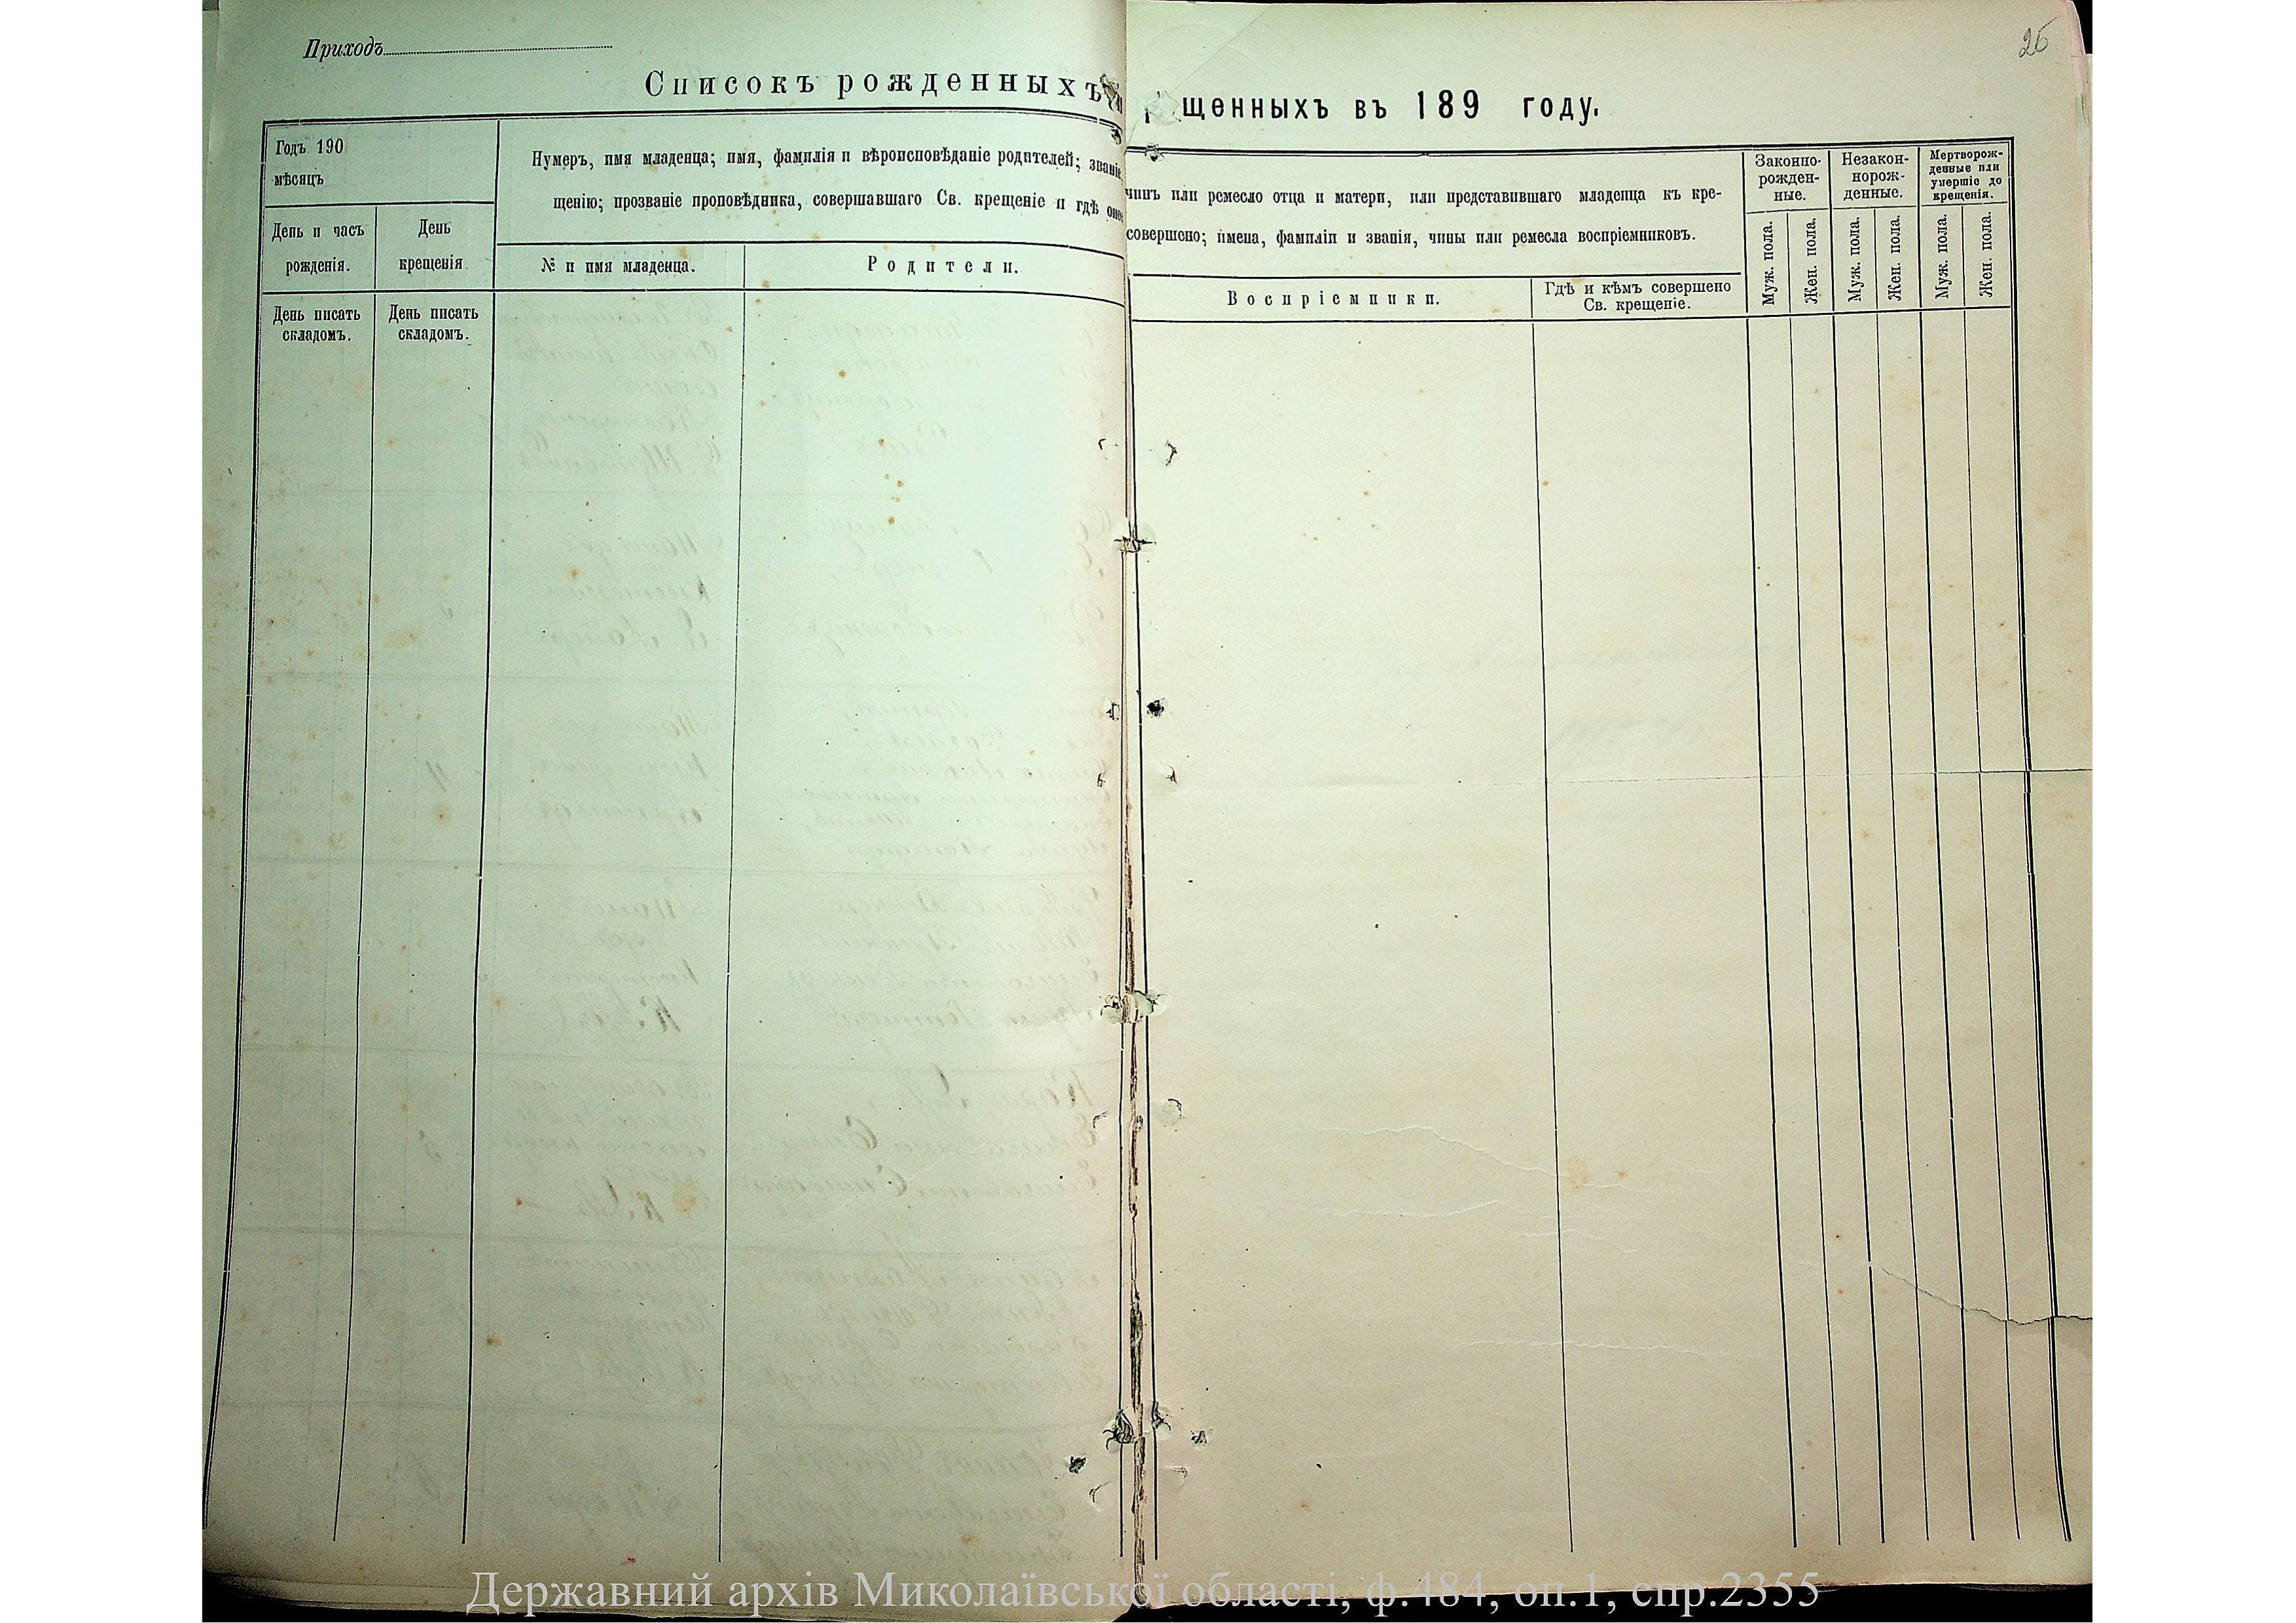 Приходъ
26
Списокъ рожденныхъ
щенныхъ въ 189 году.
Годъ 190
мѣсяцъ
День и часъ
рожденія.
День
крещенія
Нумеръ, имя младенца; имя, фамилія и вѣроисповѣданіе родителей; званіе,
щенію; прозваніе проповѣдника, совершавшаго Св. крещеніе и гдѣ оное
№ и имя младенца.
Родители.
День писать
складомъ.
День писать
складомъ.
чинъ или ремесло отца и матери, или представившаго младенца къ кре-
совершено; имена, фамиліи и званія, чины или ремесла воспріемниковъ.
Воспріемники.
Гдѣ и кѣмъ совершено
Св. крещеніе.
Законно-
рожден-
ные.
Незакон-
норож-
денные.
Мертворож-
денные или
умершіе до
крещенія.
Муж. пола.
Жен. пола.
Муж. пола.
Жен. пола.
Муж. пола.
Жен. пола.
Державний архів Миколаївської області, ф.484, оп.1, спр.2355